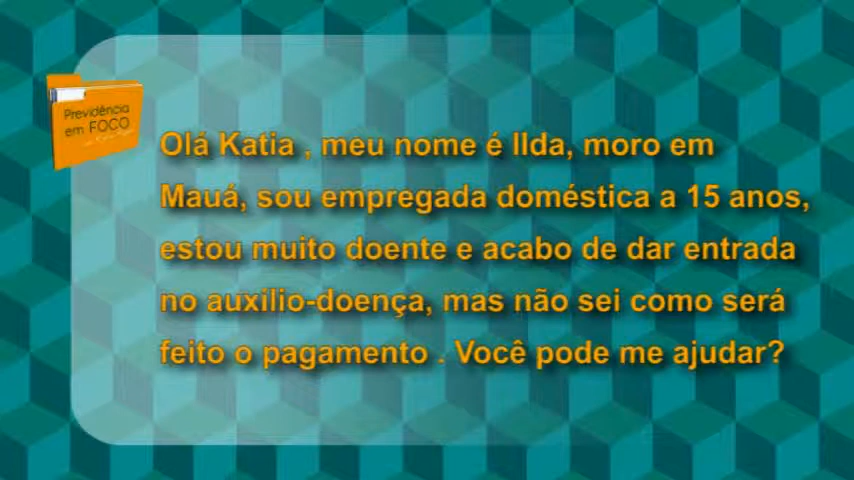 Previdência
em FOCO
Olá Katia , meu nome é Ilda, moro em
Mauá, sou empregada doméstica a 15 anos,
estou muito doente e acabo de dar entrada
no auxilio-doença, mas não sei como será
feito o pagamento . Você pode me ajudar?